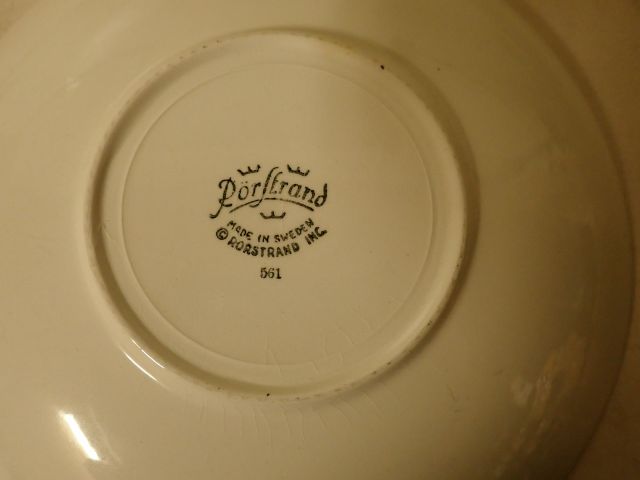 Rörstrand
MADE IN SWEDEN
© RORSTRAND INC.
561